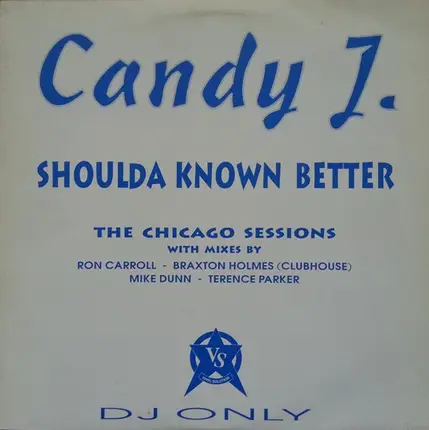 Candy J.
SHOULDA KNOWN BETTER
THE CHICAGO SESSIONS
WITH MIXES BY
RON CARROLL - BRAXTON HOLMES (CLUBHOUSE)
MIKE DUNN - TERENCE PARKER
VS
DJ ONLY